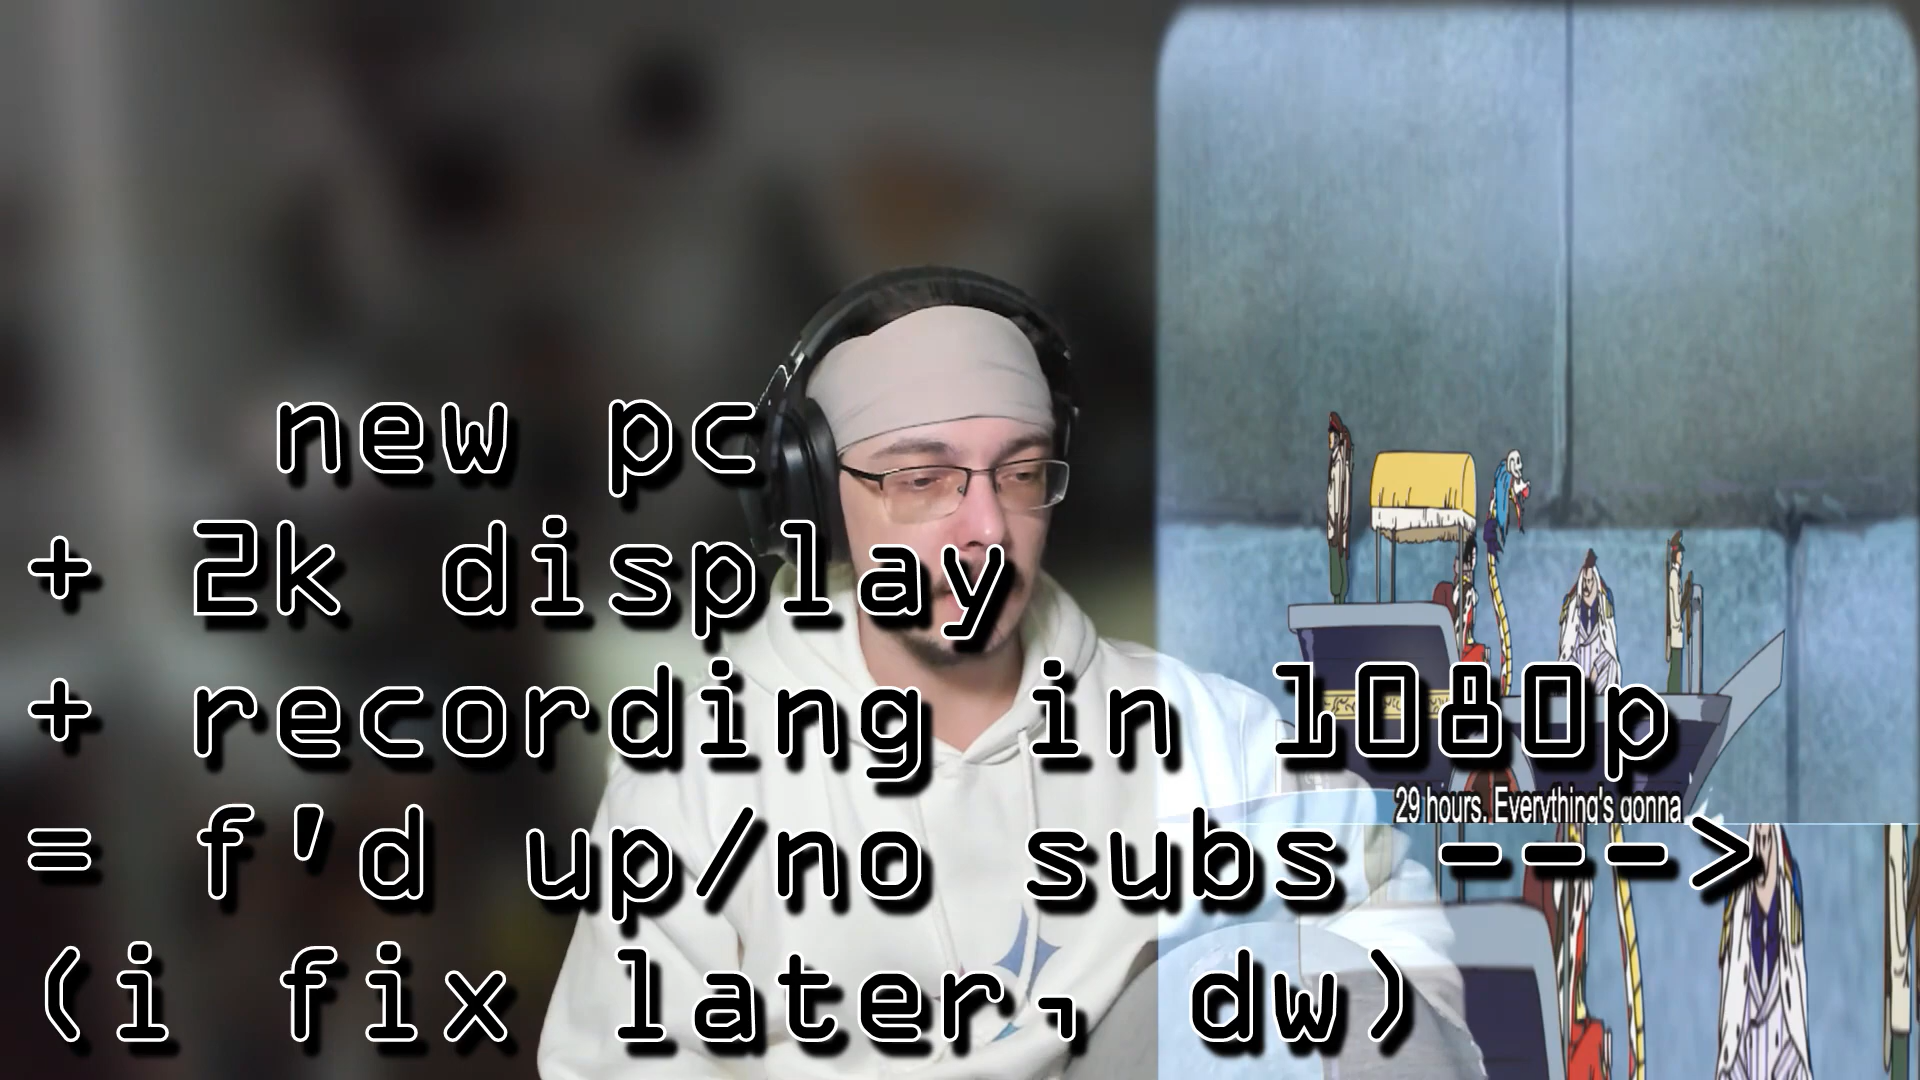 new pc
+ 2k display
+ recording in 1080p
29 hours. Everything's gonna
= f'd up/no subs --->
(i fix later, dw)